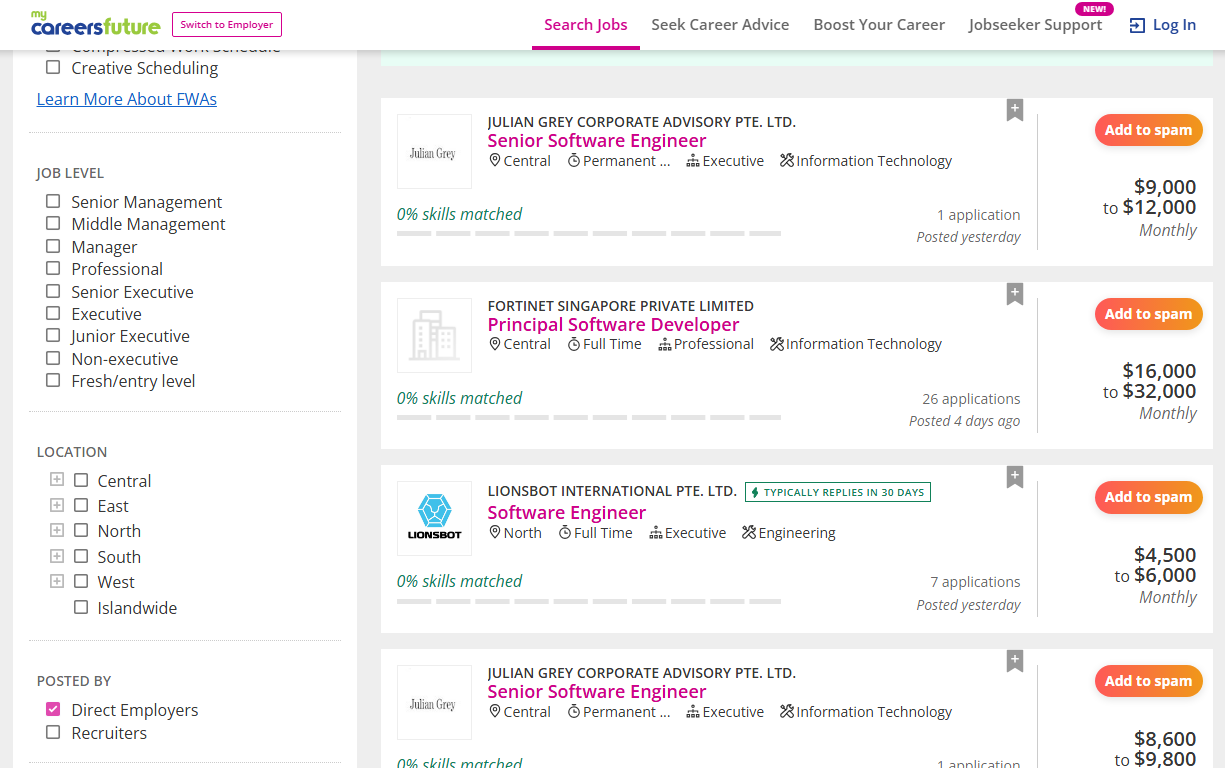 my
careersfuture
Switch to Employer
Search Jobs
Seek Career Advice
Boost Your Career
Jobseeker Support
NEW!
Log In
Compressed Work Schedule
Creative Scheduling
Learn More About FWAs
JOB LEVEL
Senior Management
Middle Management
Manager
Professional
Senior Executive
Executive
Junior Executive
Non-executive
Fresh/entry level
LOCATION
Central
East
North
South
West
Islandwide
POSTED BY
Direct Employers
Recruiters
Julian Grey
JULIAN GREY CORPORATE ADVISORY PTE. LTD.
Senior Software Engineer
Central Permanent ... Executive Information Technology
0% skills matched
1 application
Posted yesterday
Add to spam
$9,000
to $12,000
Monthly
FORTINET SINGAPORE PRIVATE LIMITED
Principal Software Developer
Central Full Time Professional Information Technology
0% skills matched
26 applications
Posted 4 days ago
Add to spam
$16,000
to $32,000
Monthly
LIONSBOT
LIONSBOT INTERNATIONAL PTE. LTD. TYPICALLY REPLIES IN 30 DAYS
Software Engineer
North Full Time Executive Engineering
0% skills matched
7 applications
Posted yesterday
Add to spam
$4,500
to $6,000
Monthly
Julian Grey
JULIAN GREY CORPORATE ADVISORY PTE. LTD.
Senior Software Engineer
Central Permanent ... Executive Information Technology
0% skills matched
1 application
Add to spam
$8,600
to $9,800